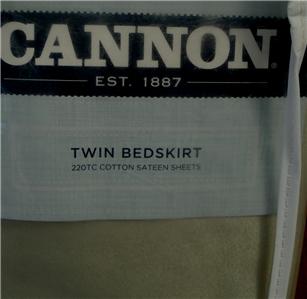 CANNON®
EST. 1887
TWIN BEDSKIRT
220TC COTTON SATEEN SHEETS